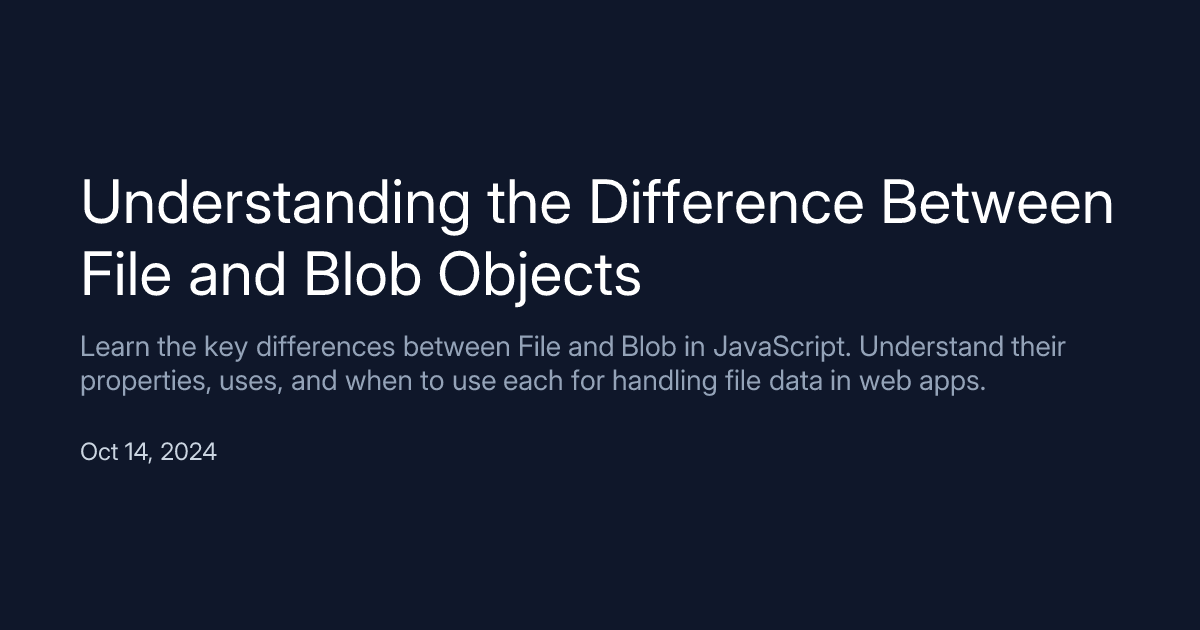 Understanding the Difference Between
File and Blob Objects
Learn the key differences between File and Blob in JavaScript. Understand their
properties, uses, and when to use each for handling file data in web apps.
Oct 14, 2024